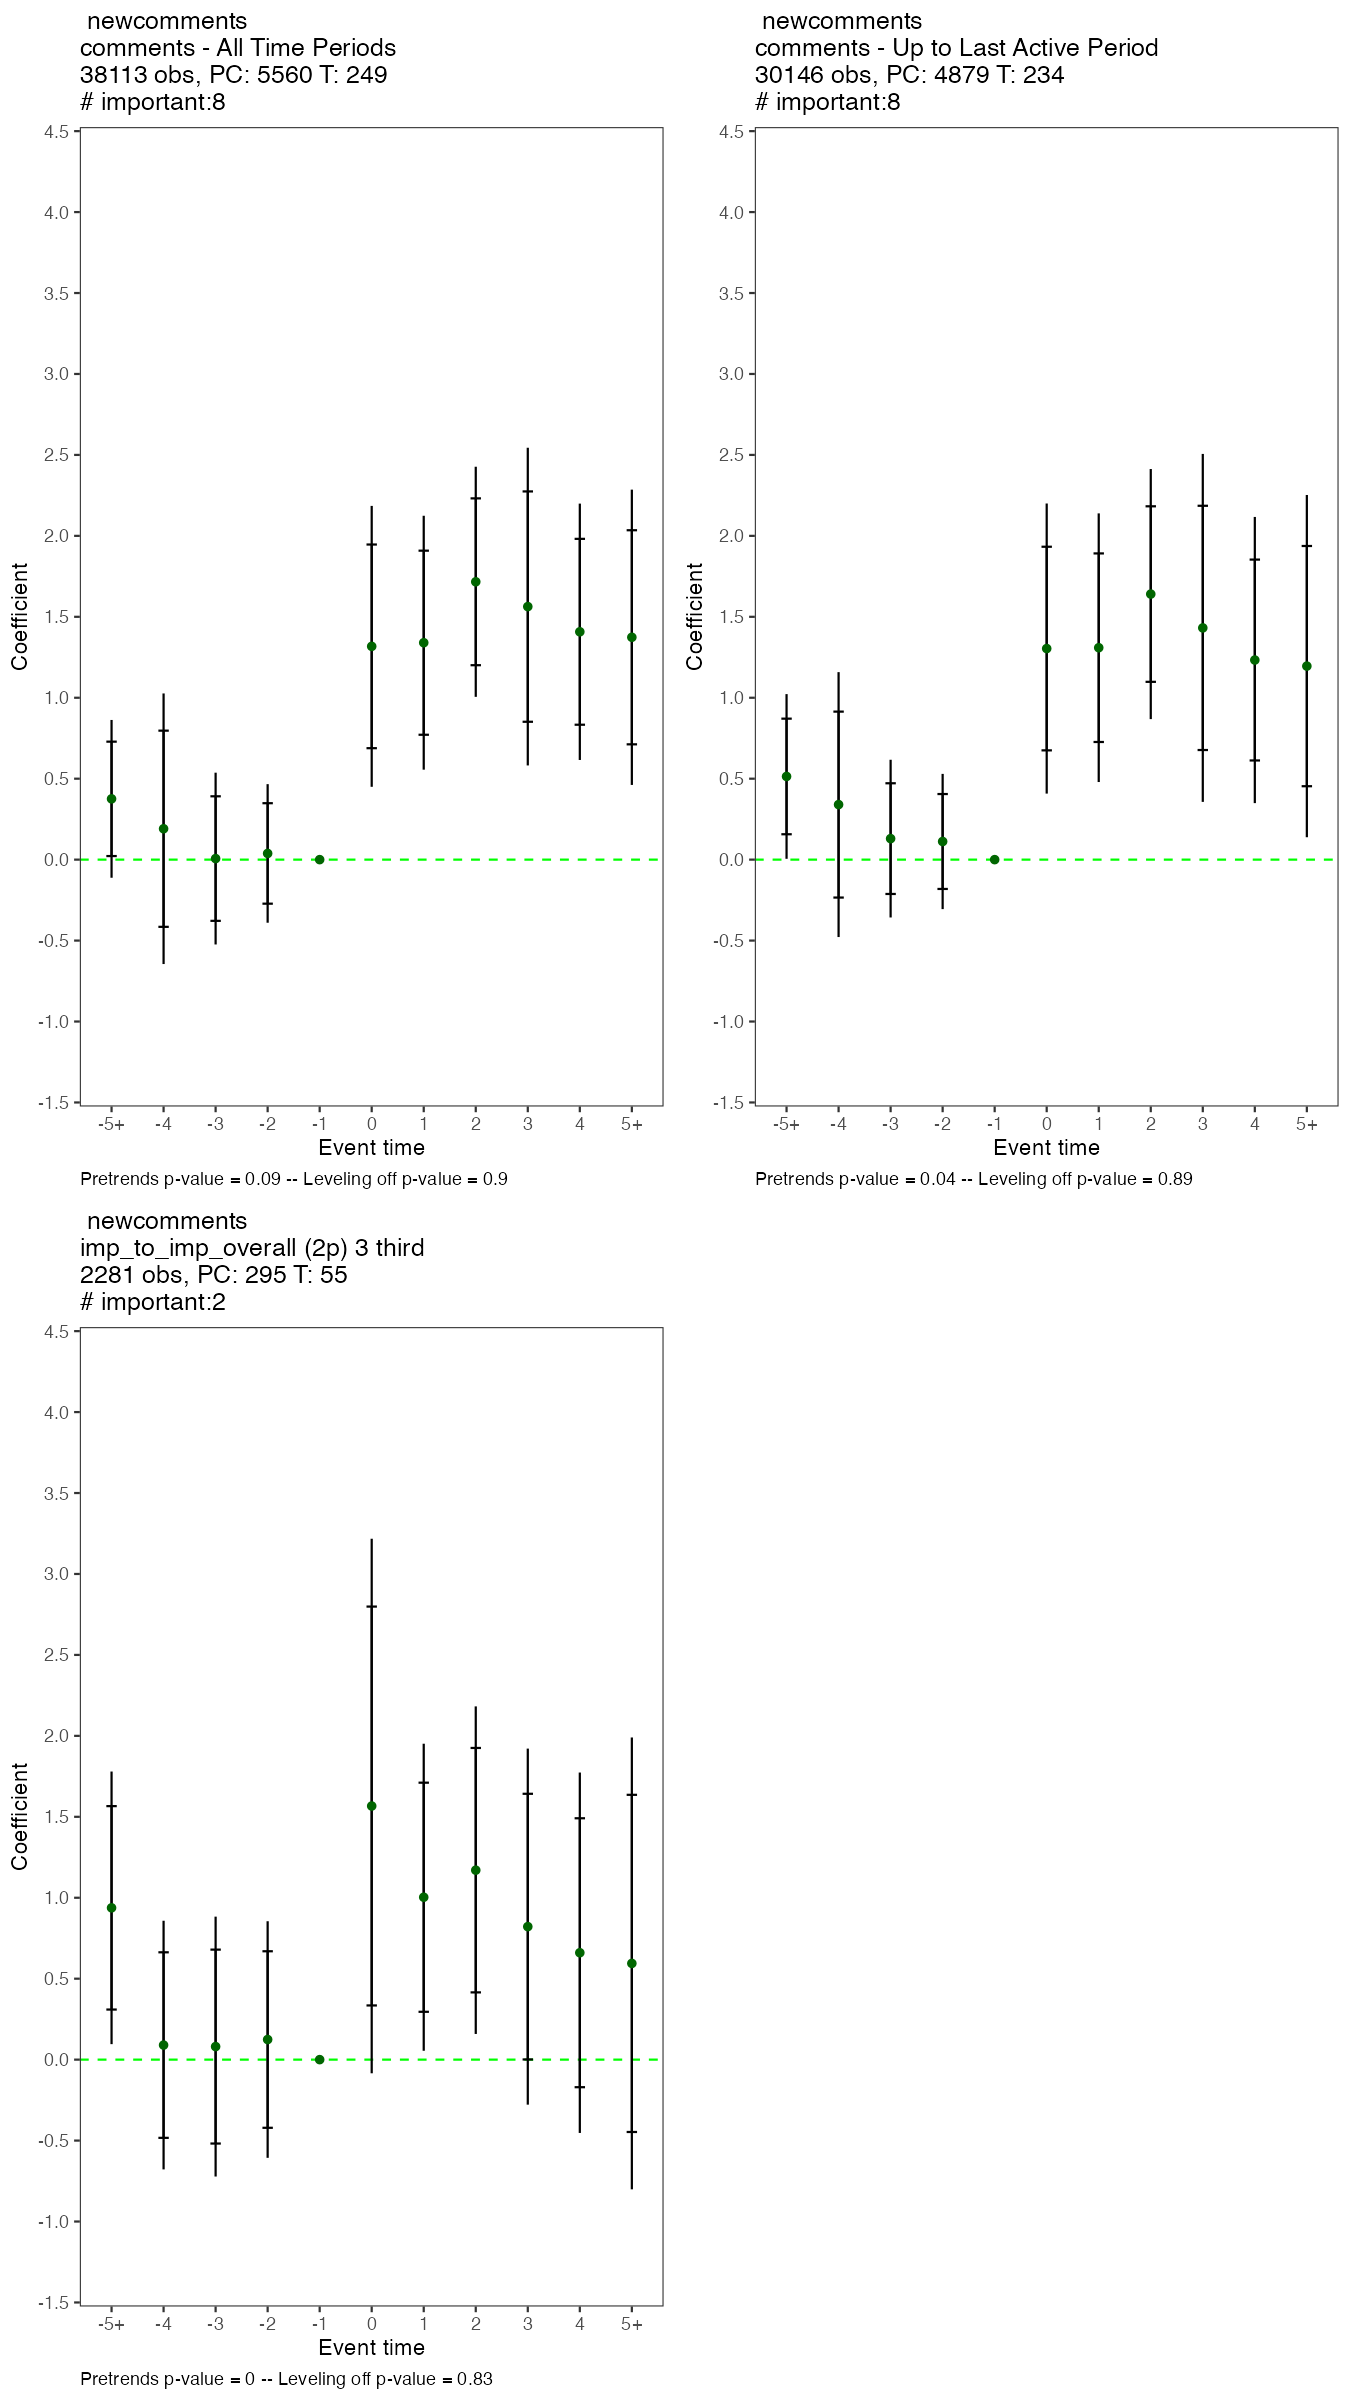 newcomments
comments - All Time Periods
38113 obs, PC: 5560 T: 249
# important:8
4.5
4.0
3.5
3.0
2.5
2.0
1.5
1.0
0.5
0.0
-0.5
-1.0
-1.5
Coefficient
-5+ -4 -3 -2 -1 0 1 2 3 4 5+
Event time
Pretrends p-value = 0.09 -- Leveling off p-value = 0.9
newcomments
comments - Up to Last Active Period
30146 obs, PC: 4879 T: 234
# important:8
4.5
4.0
3.5
3.0
2.5
2.0
1.5
1.0
0.5
0.0
-0.5
-1.0
-1.5
Coefficient
-5+ -4 -3 -2 -1 0 1 2 3 4 5+
Event time
Pretrends p-value = 0.04 -- Leveling off p-value = 0.89
newcomments
imp_to_imp_overall (2p) 3 third
2281 obs, PC: 295 T: 55
# important:2
4.5
4.0
3.5
3.0
2.5
2.0
1.5
1.0
0.5
0.0
-0.5
-1.0
-1.5
Coefficient
-5+ -4 -3 -2 -1 0 1 2 3 4 5+
Event time
Pretrends p-value = 0 -- Leveling off p-value = 0.83